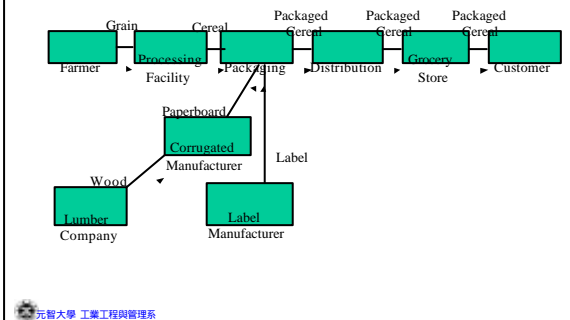 Grain
Cereal
Packaged
Cereal
Packaged
Cereal
Packaged
Cereal
Farmer
Processing
Facility
Packaging
Distribution
Grocery
Store
Customer
Paperboard
Corrugated
Manufacturer
Label
Wood
Lumber
Company
Label
Manufacturer
元智大學 工業工程與管理系